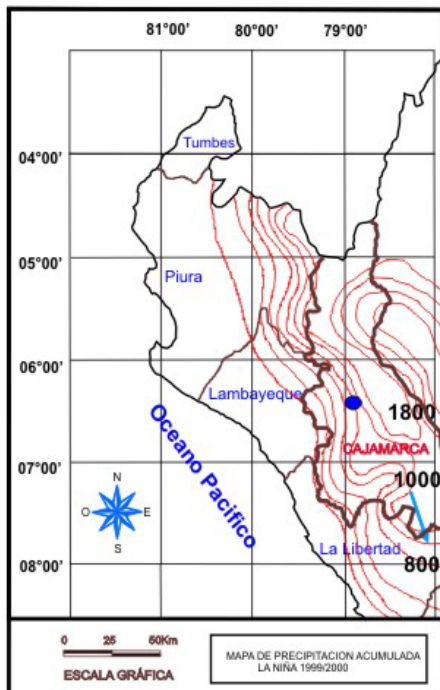 81°00'
80°00'
79°00'
Tumbes
04°00'
05°00'
Piura
06°00'
Lambayeque
1800
Oceano Pacifico
CAJAMARCA
07°00'
1000
N
O
E
S
La Libertad
08°00'
800
0 25 50Km
ESCALA GRÁFICA
MAPA DE PRECIPITACION ACUMULADA
LA NIÑA 1999/2000